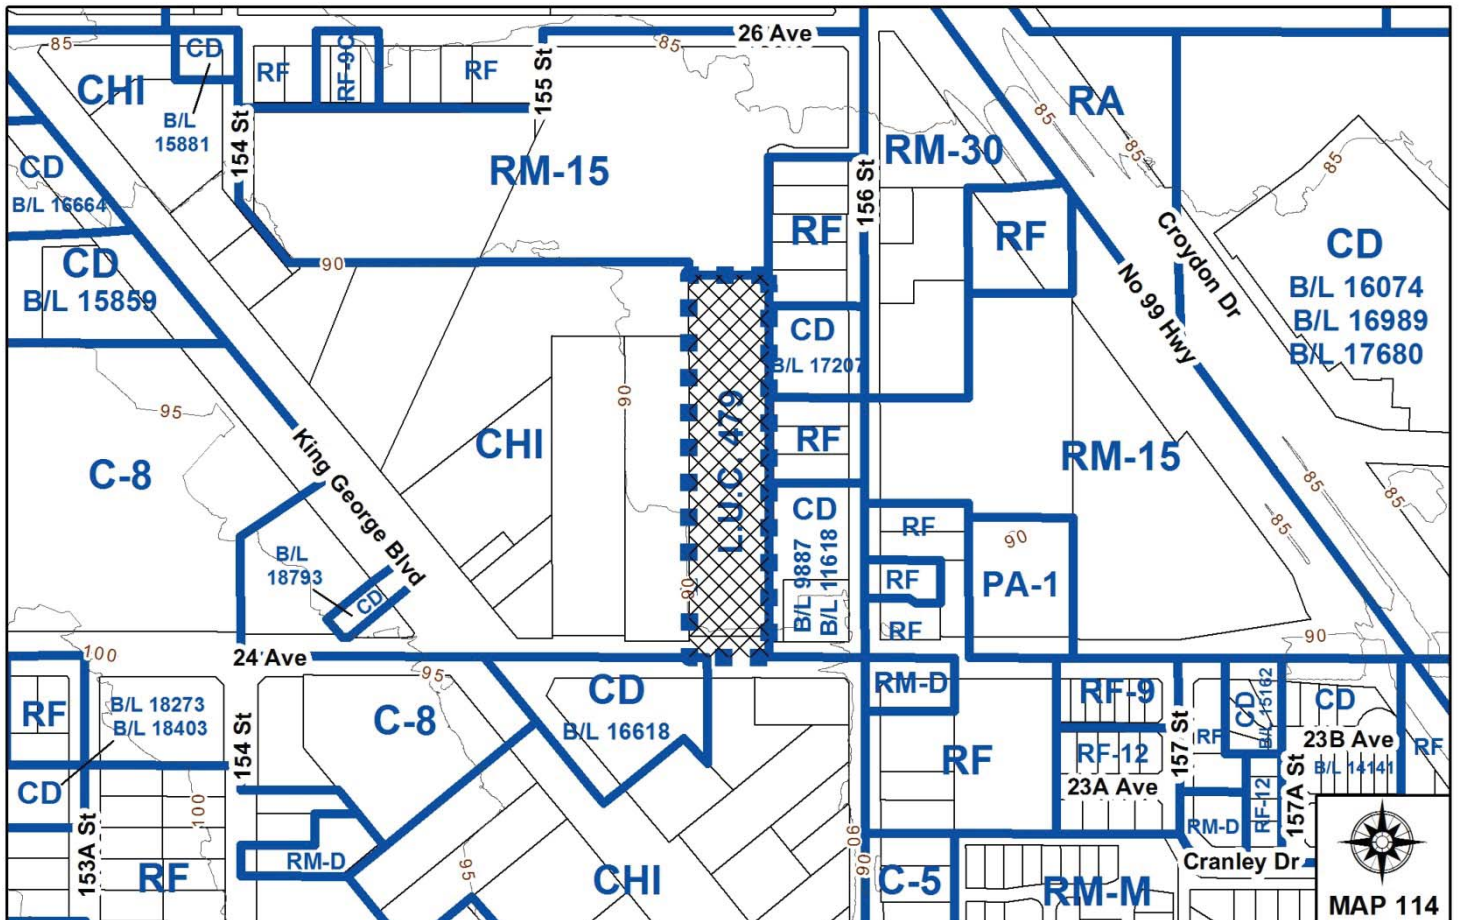 26 Ave
85
CD
RF
RF-9C
RF
155 St
85
CHI
B/L
15881
154 St
RA
85
85
85
RM-15
RM-30
156 St
CD
B/L 16664
RF
RF
Croydon Dr
CD
B/L 16074
B/L 16989
B/L 17680
CD
B/L 15859
90
No 99 Hwy
CD
B/L 17207
95
90
L.U.C. 479
C-8
King George Blvd
CHI
RF
RM-15
85
85
85
CD
B/L 9887
B/L 11618
RF
90
B/L
18793
CD
90
RF
PA-1
RF
90
100
24 Ave
95
RF
B/L 18273
B/L 18403
154 St
C-8
CD
B/L 16618
RM-D
RF-9
157 St
RF
CD
B/L 15162
CD
23B Ave
RF
B/L 14141
CD
100
RF
RF-12
23A Ave
RF-12
157A St
RM-D
153A St
RF
RM-D
95
CHI
90
90
C-5
RM-M
Cranley Dr
MAP 114